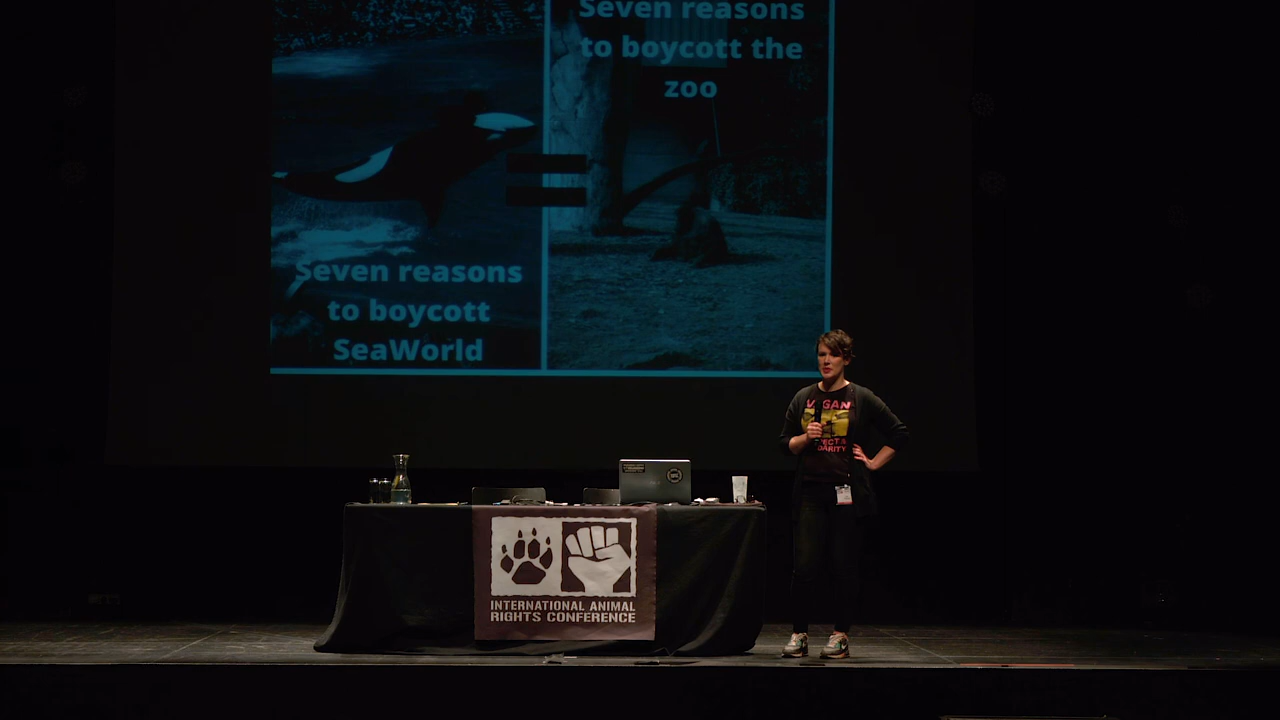 Seven reasons
to boycott the
zoo
Seven reasons
to boycott
SeaWorld
VEGAN
INTERNATIONAL ANIMAL
RIGHTS CONFERENCE